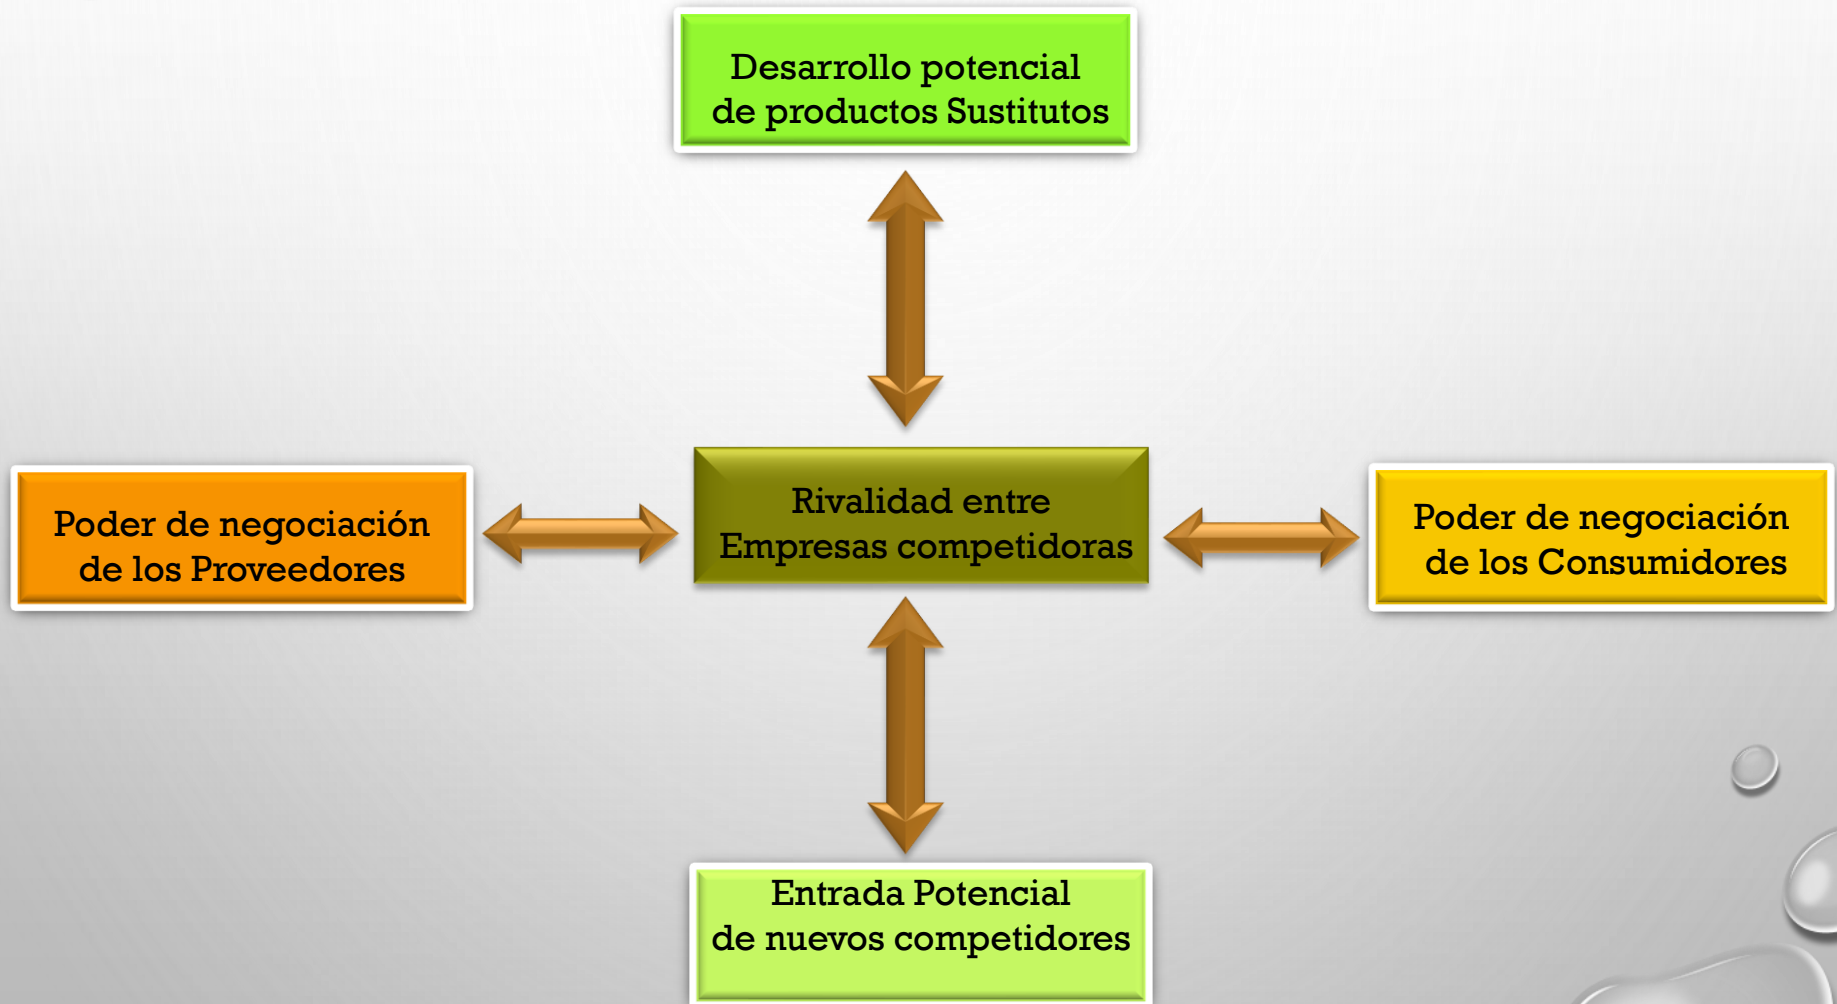 Desarrollo potencial
de productos Sustitutos
Poder de negociación
de los Proveedores
Rivalidad entre
Empresas competidoras
Poder de negociación
de los Consumidores
Entrada Potencial
de nuevos competidores